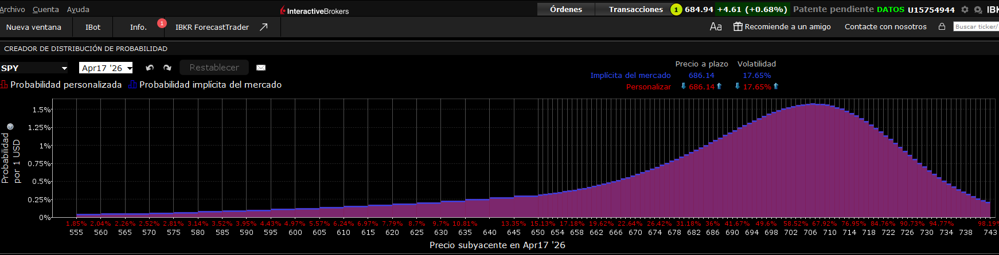 Archivo Cuenta Ayuda InteractiveBrokers Órdenes Transacciones 1 684.94 +4.61 (+0.68%) Patente pendiente DATOS U15754944 IBK
Nueva ventana IBot Info. 1 IBKR ForecastTrader Aa Recomiende a un amigo Contacte con nosotros Buscar ticker/
CREADOR DE DISTRIBUCIÓN DE PROBABILIDAD
SPY Apr17 '26 Restablecer
Precio a plazo Volatilidad
Implícita del mercado 686.14 17.65%
Personalizar 686.14 17.65%
Probabilidad personalizada Probabilidad implícita del mercado
Probabilidad
por 1 USD
1.5%
1.25%
1%
0.75%
0.5%
0.25%
0%
1.85% 2.04% 2.26% 2.52% 2.81% 3.14% 3.52% 3.95% 4.43% 4.97% 5.57% 6.24% 6.97% 7.79% 8.7% 9.7% 10.81% 13.35% 15.13% 17.18% 19.62% 22.64% 26.42% 31.18% 36% 41.67% 49.6% 58.52% 67.92% 76.95% 84.76% 90.73% 94.77% 98.19%
555 560 565 570 575 580 585 590 595 600 605 610 615 620 625 630 635 640 645 650 654 658 662 666 670 674 678 682 686 690 694 698 702 706 710 714 718 722 726 730 734 738 743
Precio subyacente en Apr17 '26